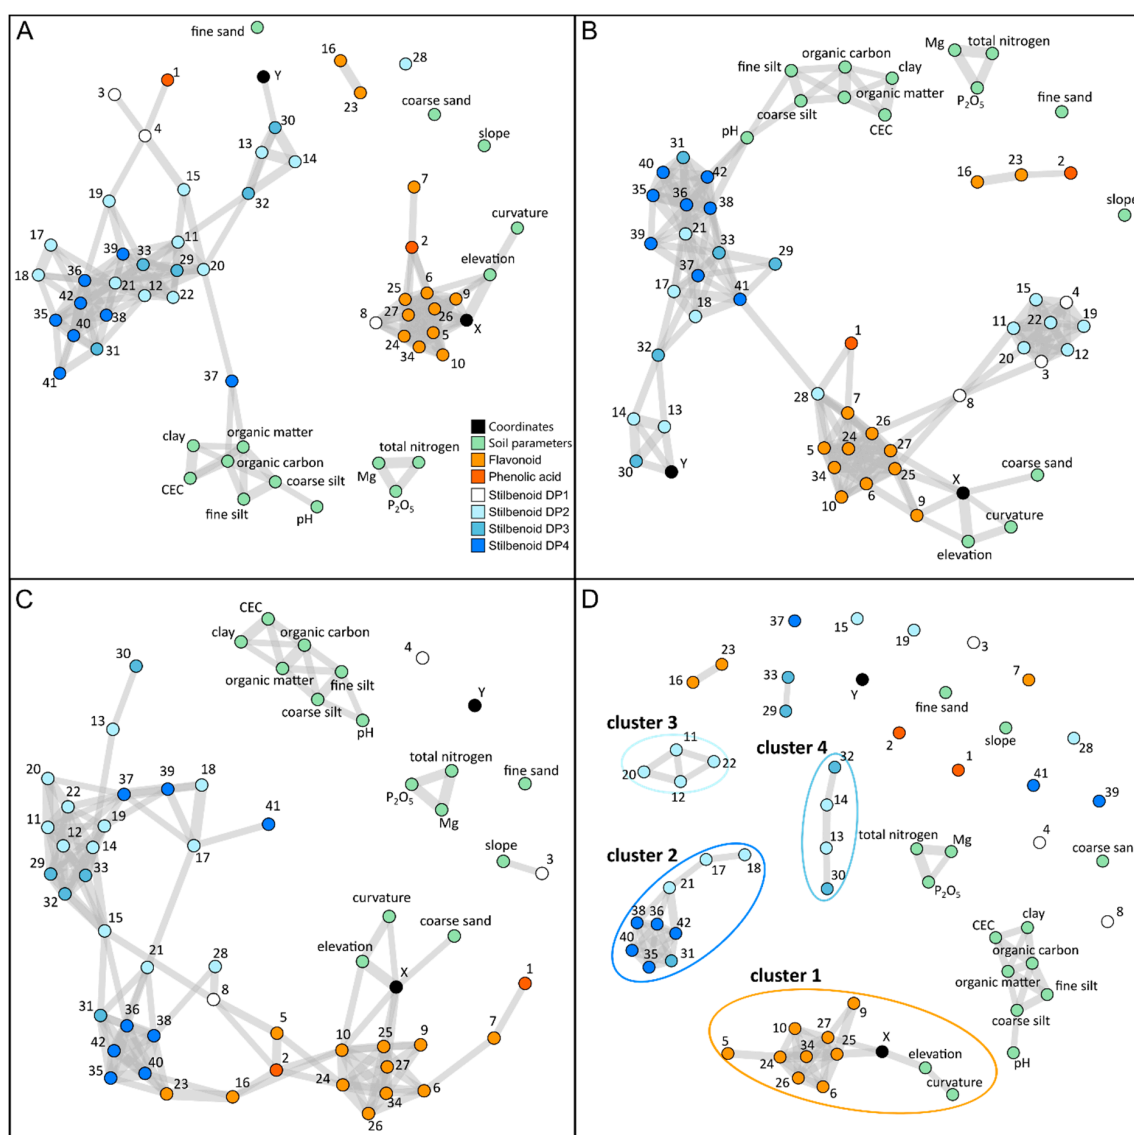 A
fine sand
16
28
1
Y
3
23
coarse sand
4
30
13
14
slope
15
7
19
32
curvature
17
11
39
33
2
elevation
18
36
29
20
6
21
12
25
9
42
22
27
26
X
35
38
8
5
40
24
31
34
10
41
37
clay
organic matter
total nitrogen
organic carbon
Mg
CEC
coarse silt
P₂O₅
fine silt
pH
Coordinates
Soil parameters
Flavonoid
Phenolic acid
Stilbenoid DP1
Stilbenoid DP2
Stilbenoid DP3
Stilbenoid DP4
B
Mg
total nitrogen
organic carbon
fine silt
clay
organic matter
P₂O₅
coarse silt
fine sand
CEC
pH
31
40
42
23
2
16
35
36
38
slope
21
39
33
29
37
17
41
15
4
18
11
22
19
1
20
12
32
3
28
8
14
13
7
26
5
24
27
30
Y
34
25
coarse sand
X
10
6
9
curvature
elevation
C
CEC
clay
organic carbon
4
30
organic matter
fine silt
Y
coarse silt
13
pH
total nitrogen
20
37
39
18
fine sand
22
P₂O₅
11
19
41
Mg
12
14
slope
3
29
33
17
32
curvature
15
coarse sand
21
28
elevation
X
1
31
36
8
38
5
7
42
10
25
9
40
2
27
35
23
16
24
6
34
26
D
37
15
19
3
23
33
16
7
Y
29
fine sand
cluster 3
slope
11
cluster 4
2
28
32
1
20
22
41
12
39
14
total nitrogen
Mg
4
cluster 2
13
coarse san
17
18
21
P₂O₅
30
38
36
clay
8
42
CEC
40
organic carbon
35
31
organic matter
fine silt
cluster 1
9
coarse silt
10
27
X
5
34
25
elevation
pH
24
26
6
curvature